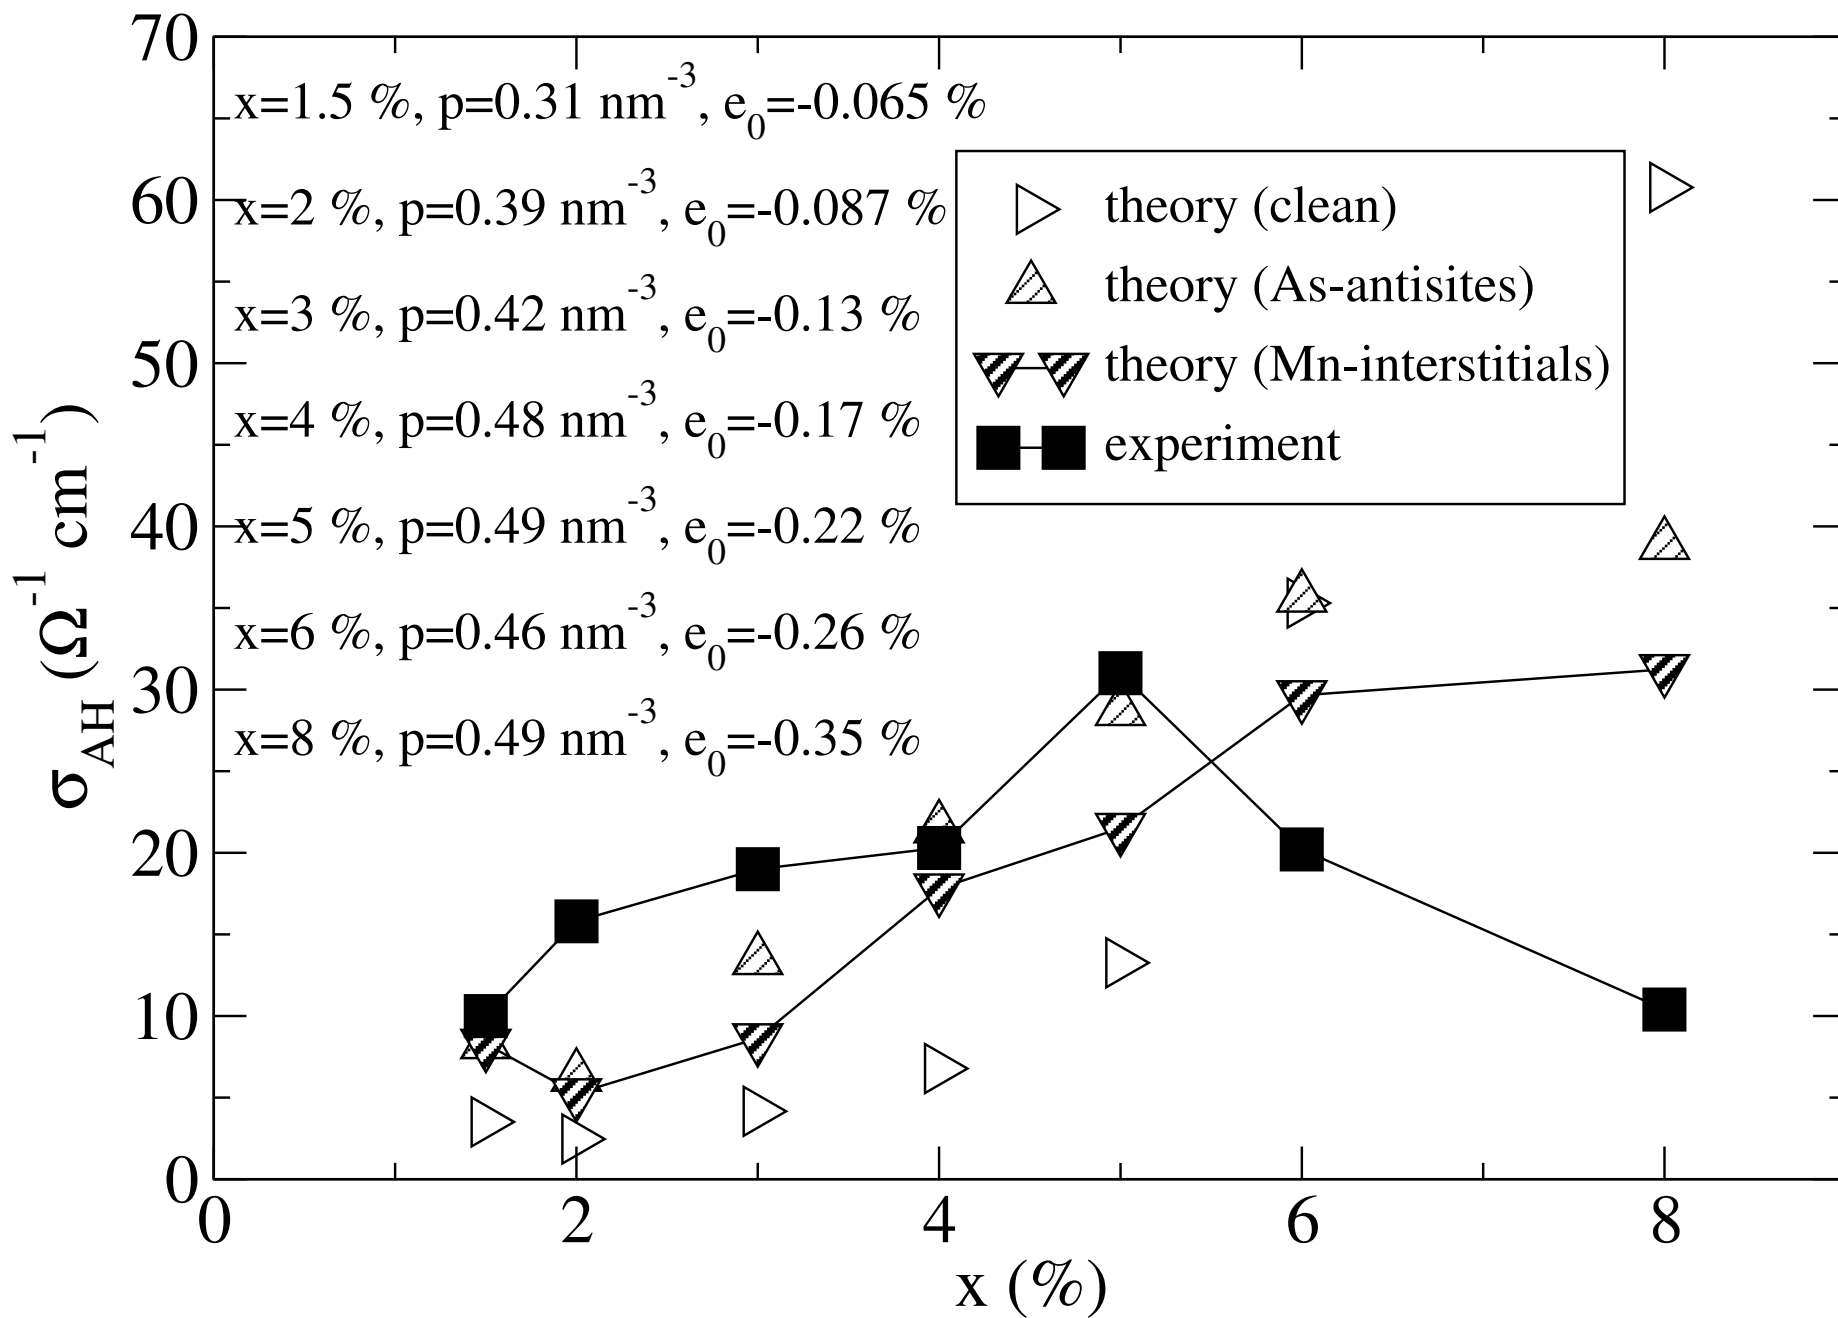 70
60
50
40
30
20
10
0
σAH (Ω-1 cm-1)
x=1.5 %, p=0.31 nm-3, e0=-0.065 %
x=2 %, p=0.39 nm-3, e0=-0.087 %
x=3 %, p=0.42 nm-3, e0=-0.13 %
x=4 %, p=0.48 nm-3, e0=-0.17 %
x=5 %, p=0.49 nm-3, e0=-0.22 %
x=6 %, p=0.46 nm-3, e0=-0.26 %
x=8 %, p=0.49 nm-3, e0=-0.35 %
theory (clean)
theory (As-antisites)
theory (Mn-interstitials)
experiment
0 2 4 6 8
x (%)